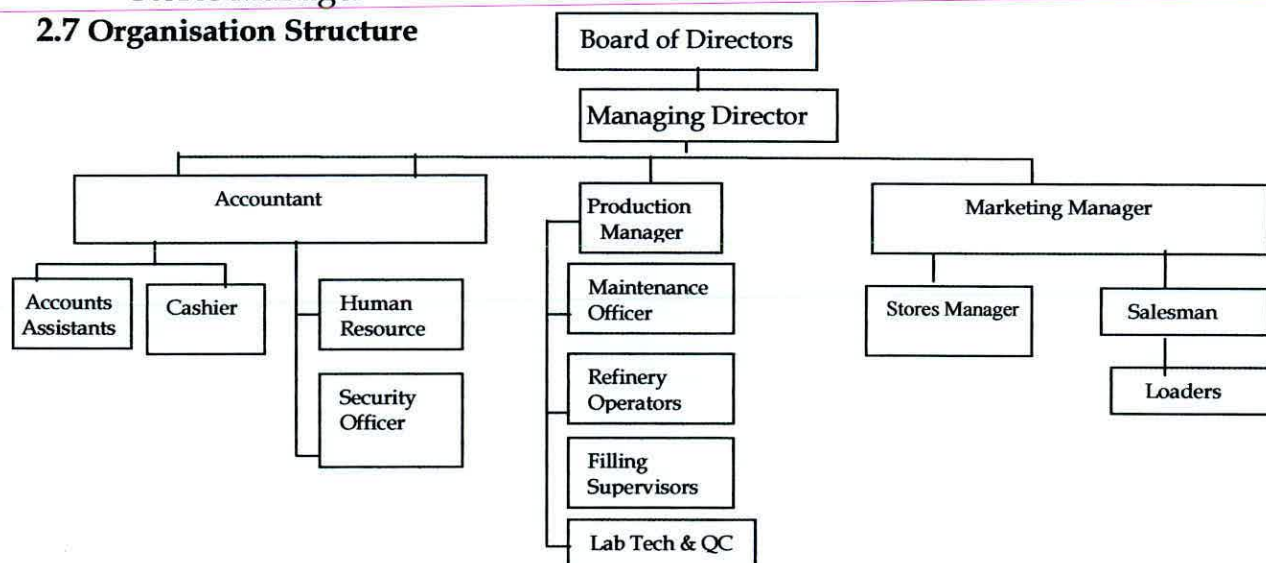 2.7 Organisation Structure
Board of Directors
Managing Director
Accountant
Production
Manager
Marketing Manager
Accounts
Assistants
Cashier
Human
Resource
Maintenance
Officer
Stores Manager
Salesman
Security
Officer
Refinery
Operators
Loaders
Filling
Supervisors
Lab Tech & QC